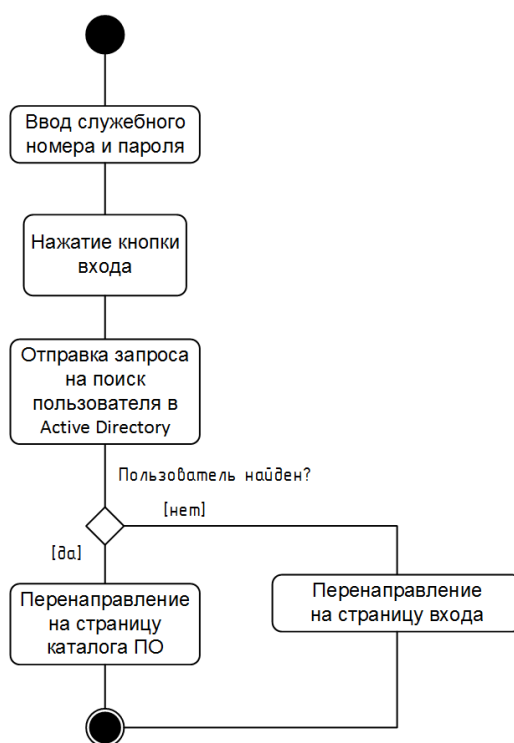 Ввод служебного
номера и пароля
Нажатие кнопки
входа
Отправка запроса
на поиск
пользователя в
Active Directory
Пользователь найден?
[нет]
[да]
Перенаправление
на страницу
каталога ПО
Перенаправление
на страницу входа